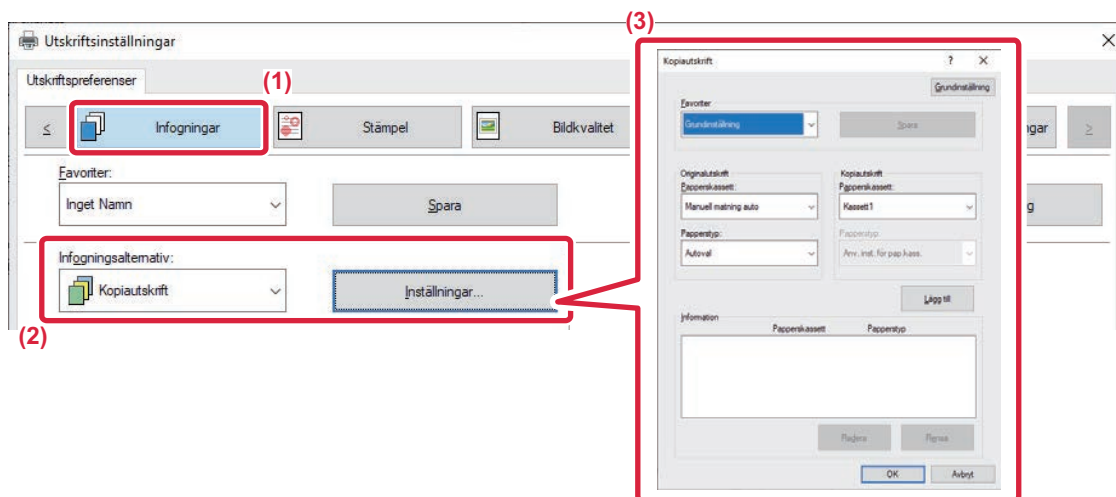 Utskriftsinställningar
Utskriftspreferenser
(1)
Infogningar
Stämpel
Bildkvalitet
gar
Favoriter:
Inget Namn
Spara
g
Infogningsalternativ:
Kopiautskrift
Inställningar...
(2)
(3)
Kopiautskrift
Grundinställning
Favoriter
Grundinställning
Spara
Originalutskrift
Papperskassett:
Manuell matning auto
Papperstyp:
Autoval
Kopiautskrift
Papperskassett:
Kassett1
Papperstyp:
Anv. inst. för pap.kass.
Lägg till
Information
Papperskassett Papperstyp
Radera
Rensa
OK
Avbryt